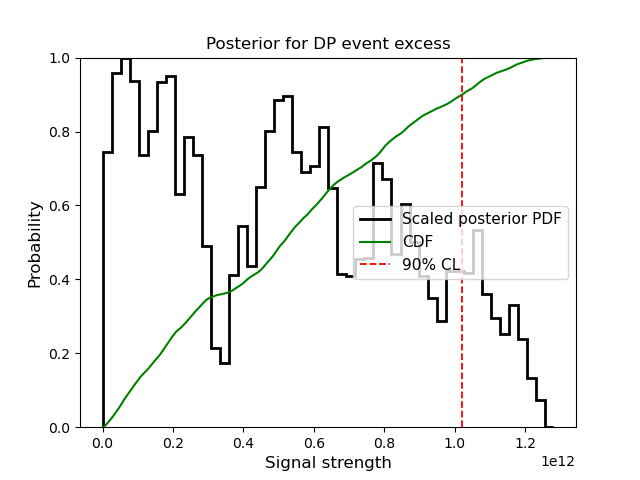 Posterior for DP event excess
Probability
1.0
0.8
0.6
0.4
0.2
0.0
Scaled posterior PDF
CDF
90% CL
0.0 0.2 0.4 0.6 0.8 1.0 1.2
1e12
Signal strength